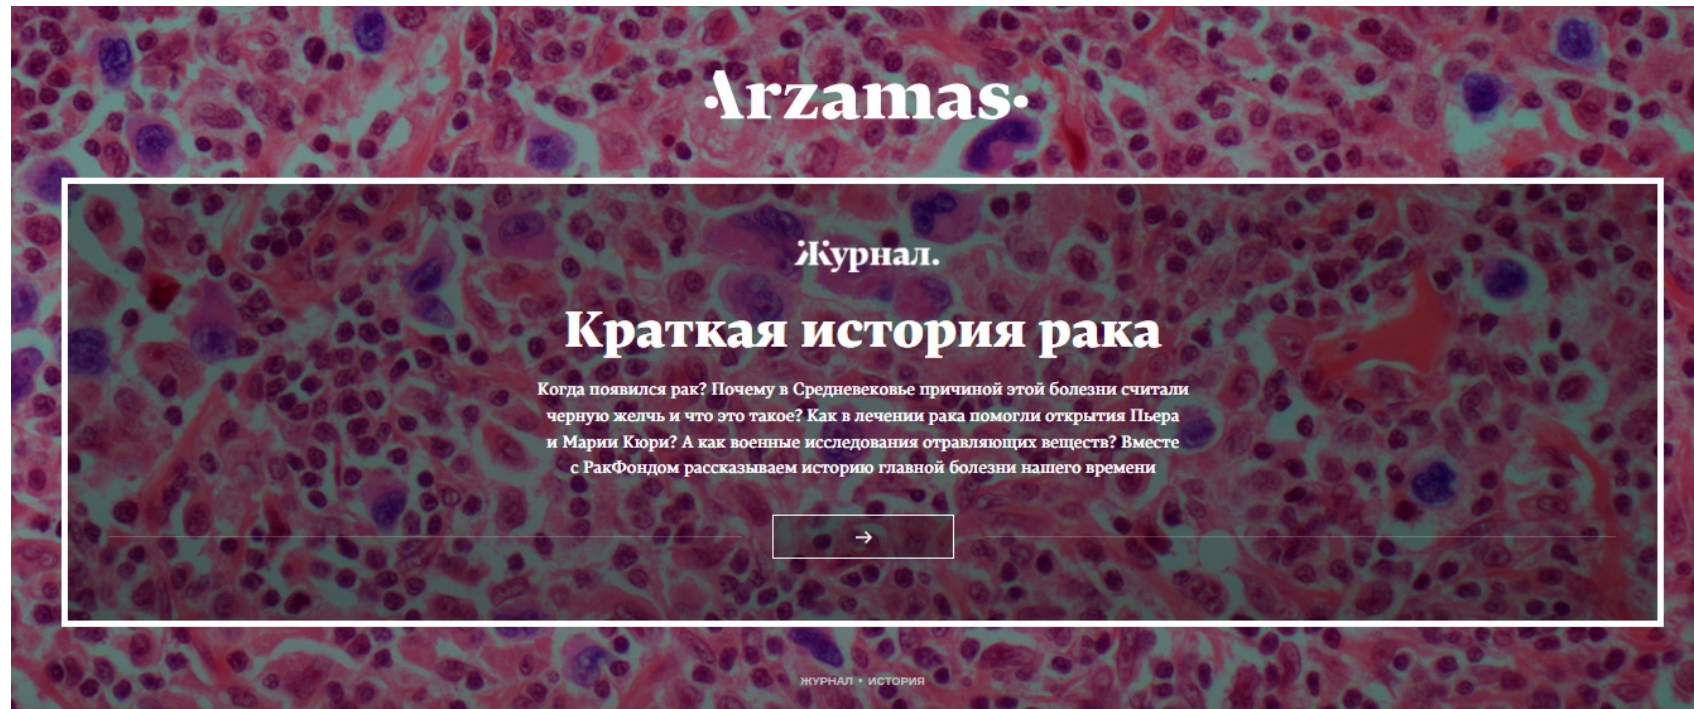 Arzamas
Журнал.
Краткая история рака
Когда появился рак? Почему в Средневековье причиной этой болезни считали
черную желчь и что это такое? Как в лечении рака помогли открытия Пьера
и Марии Кюри? А как военные исследования отравляющих веществ? Вместе
с РакФондом рассказываем историю главной болезни нашего времени
→
ЖУРНАЛ • ИСТОРИЯ